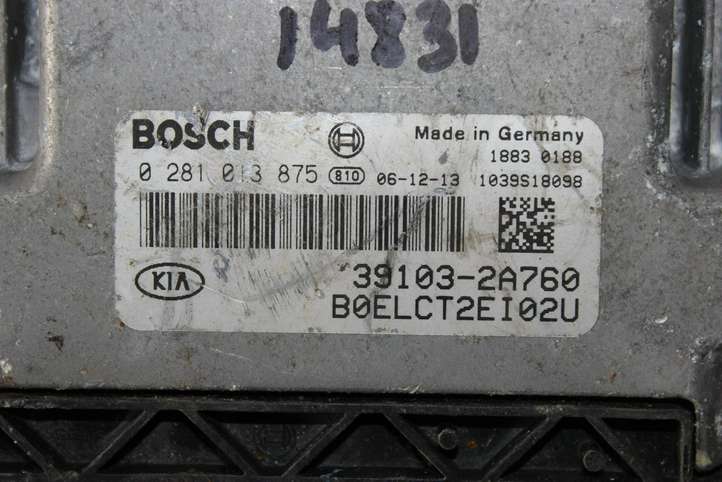 14831
BOSCH
Made in Germany
1883 0188
0 281 013 875 810 06-12-13 1039S18098
KIA
39103-2A760
B0ELCT2EI02U